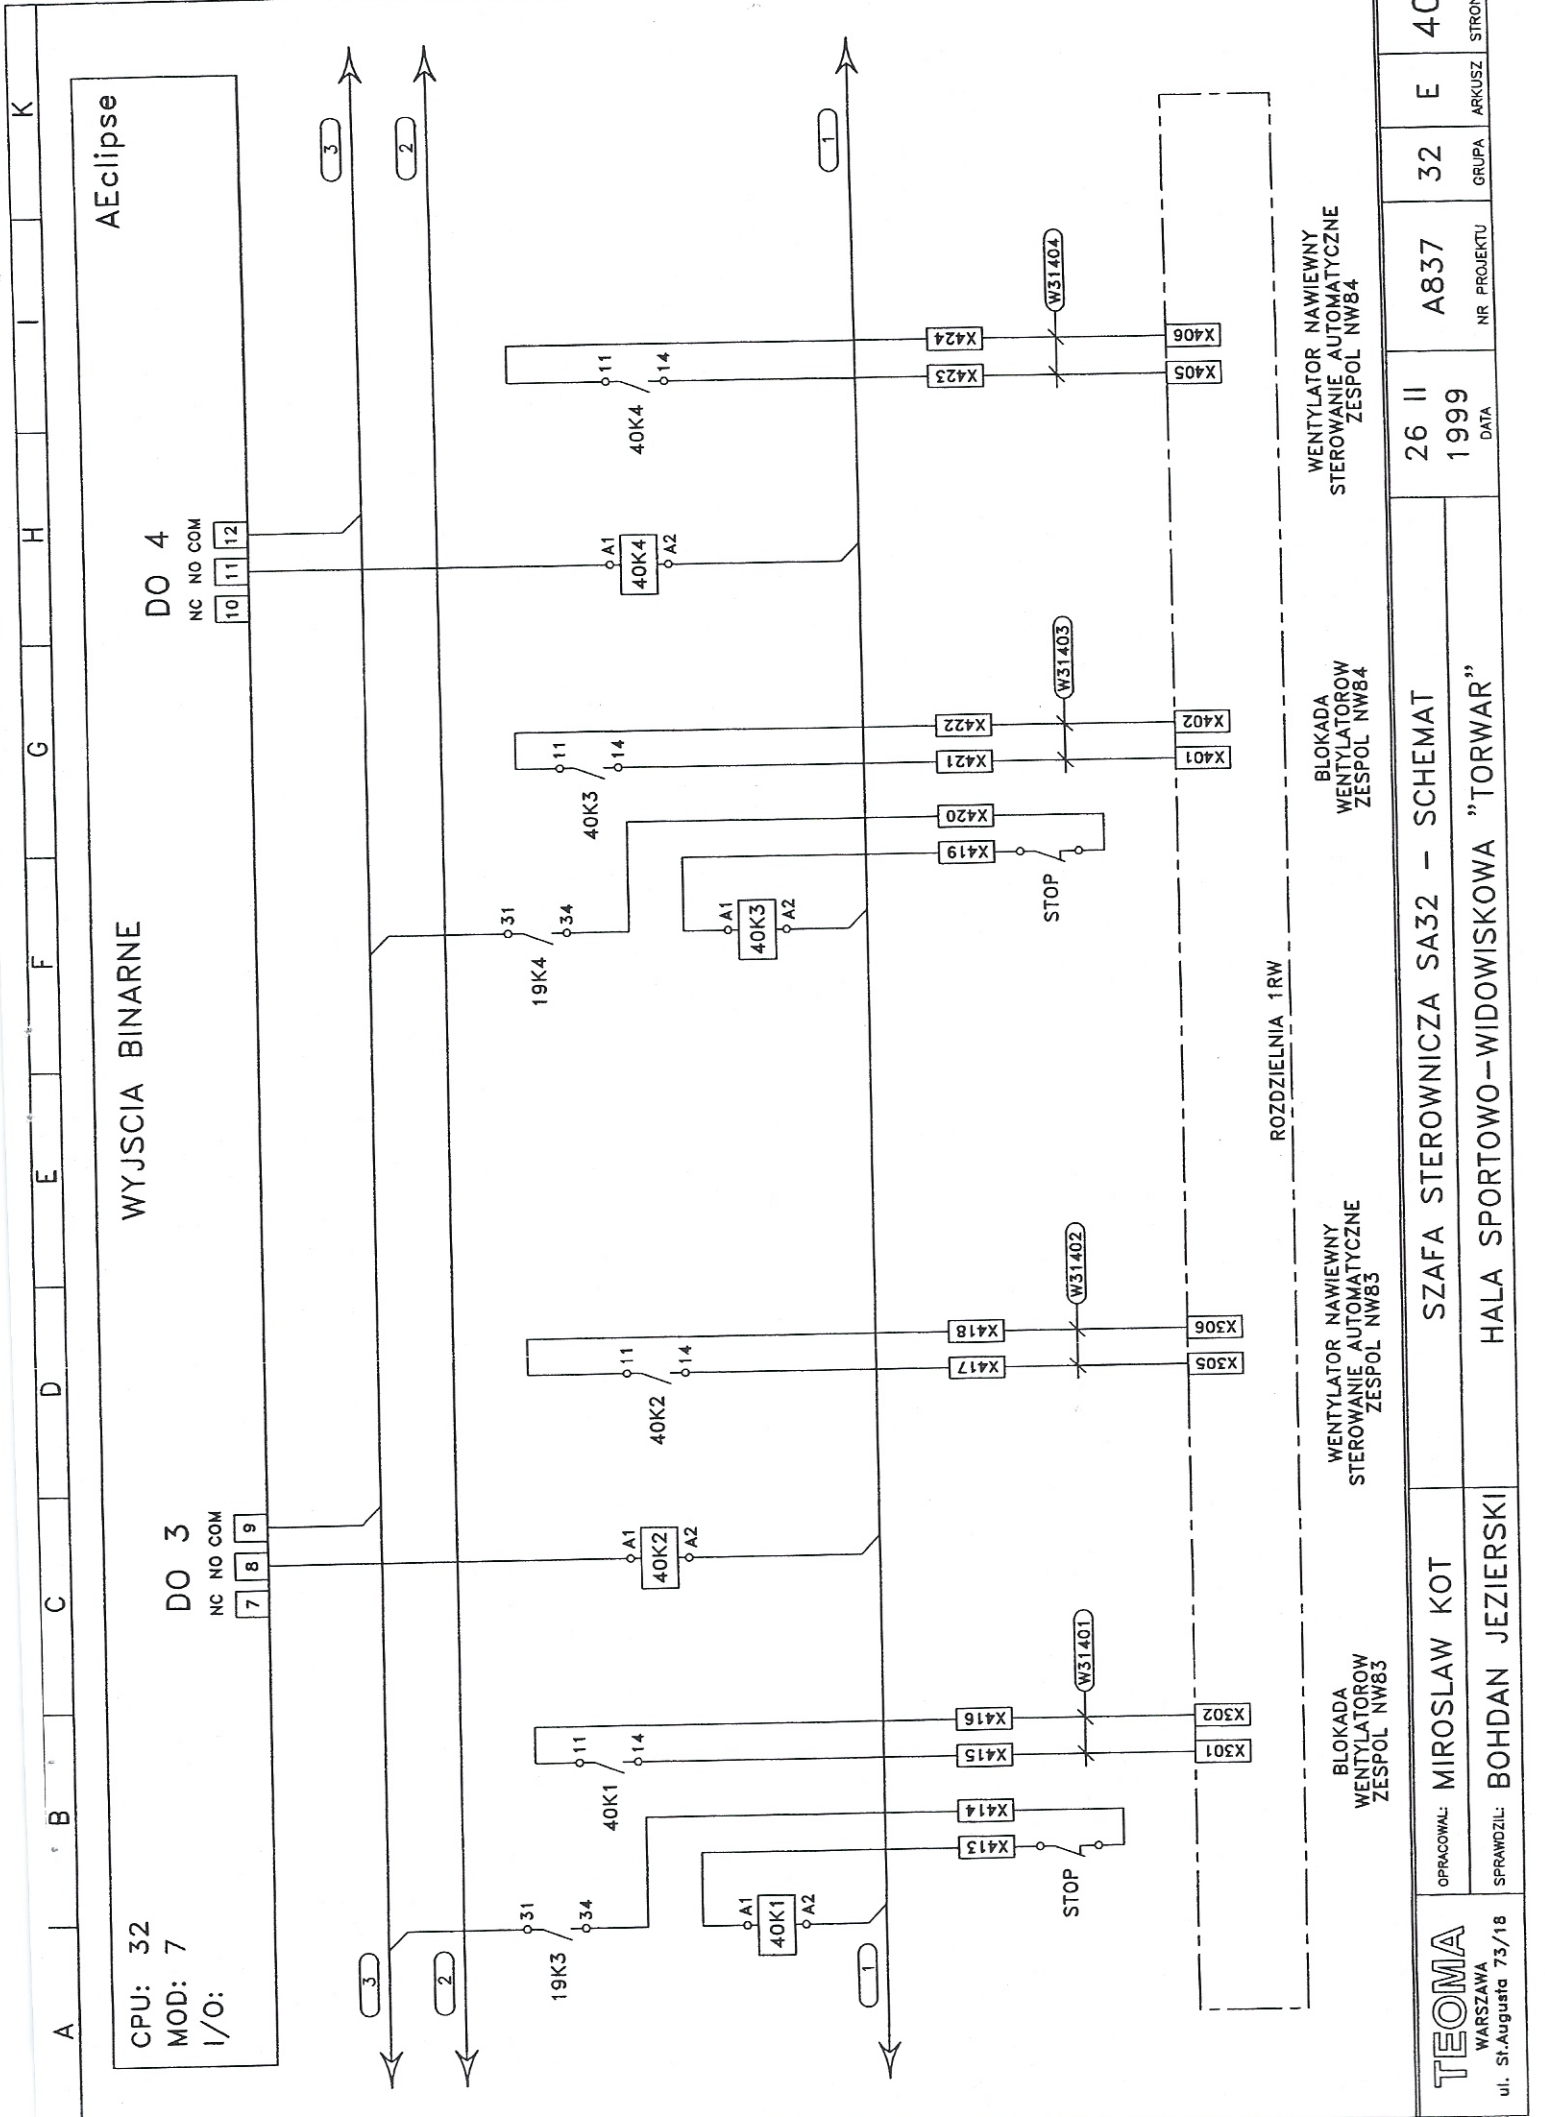 A B C D E F G H I K
CPU: 32
MOD: 7
I/O:
WYJSCIA BINARNE
AEclipse
DO 3
NC NO COM
7 8 9
DO 4
NC NO COM
10 11 12
3
3
2
2
1
1
19K3
31
34
40K1
A1
A2
40K1
11
14
40K2
A1
A2
40K2
11
14
19K4
31
34
40K3
A1
A2
40K3
11
14
40K4
A1
A2
40K4
11
14
X413 X414 X415 X416 X417 X418 X419 X420 X421 X422 X423 X424
STOP
STOP
W31401
W31402
W31403
W31404
X301 X302 X305 X306 X401 X402 X405 X406
ROZDZIELNIA 1RW
BLOKADA
WENTYLATOROW
ZESPOL NW83
WENTYLATOR NAWIEWNY
STEROWANIE AUTOMATYCZNE
ZESPOL NW83
BLOKADA
WENTYLATOROW
ZESPOL NW84
WENTYLATOR NAWIEWNY
STEROWANIE AUTOMATYCZNE
ZESPOL NW84
TEOMA
WARSZAWA
ul. St.Augusta 73/18
OPRACOWAL: MIROSLAW KOT
SPRAWDZIL: BOHDAN JEZIERSKI
SZAFA STEROWNICZA SA32 - SCHEMAT
HALA SPORTOWO-WIDOWISKOWA "TORWAR"
26 II
1999
DATA
A837
NR PROJEKTU
32
GRUPA
E
ARKUSZ
40
STRON